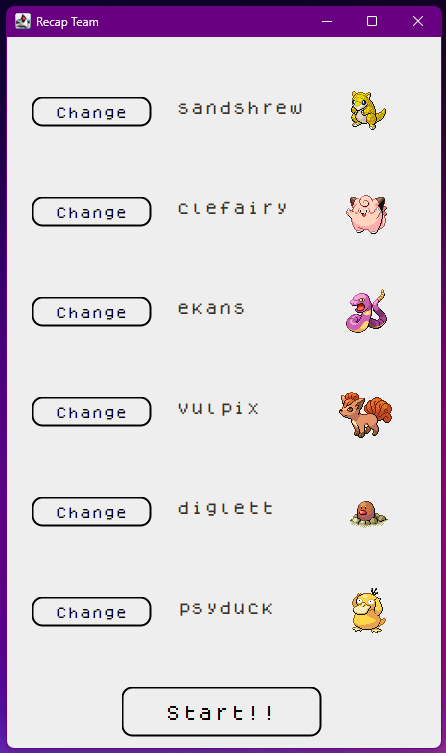 Recap Team
Change sandshrew
Change clefairy
Change ekans
Change vulpix
Change diglett
Change psyduck
Start!!